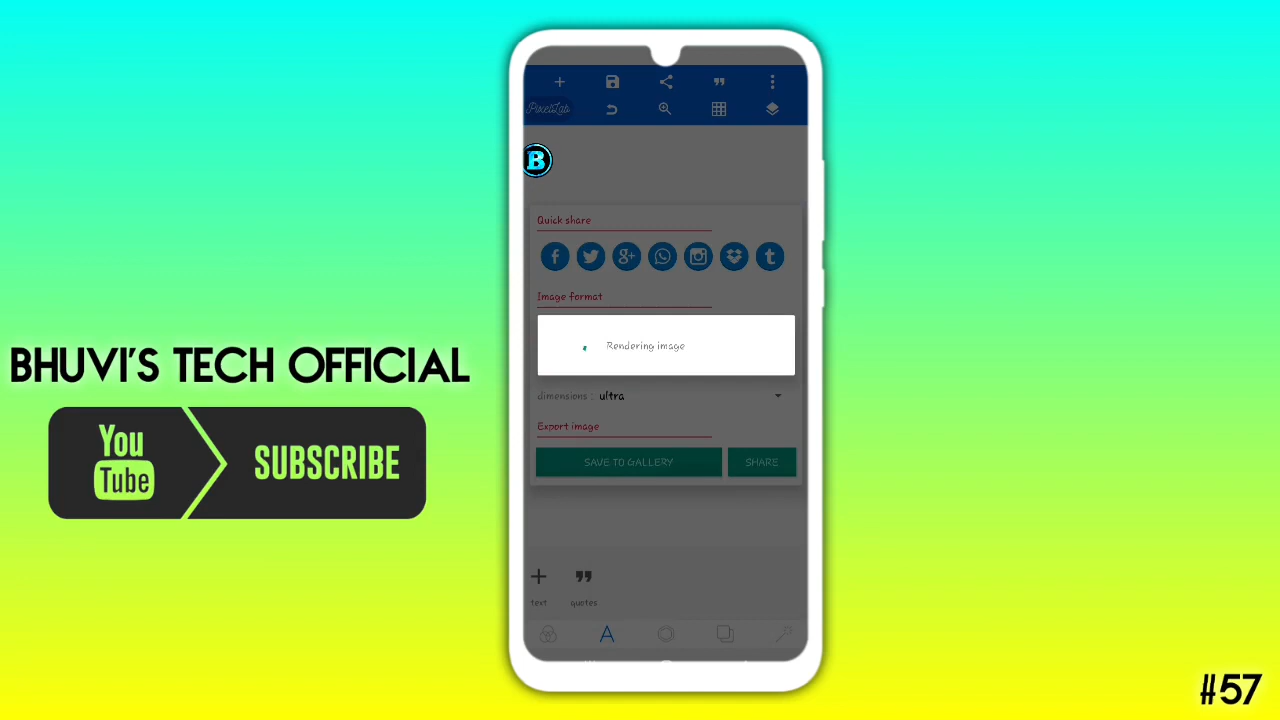 PixelLab
B
Quick share
Image format
Rendering image
dimensions : ultra
Export image
SAVE TO GALLERY
SHARE
text
quotes
A
BHUVI'S TECH OFFICIAL
You
Tube
SUBSCRIBE
#57